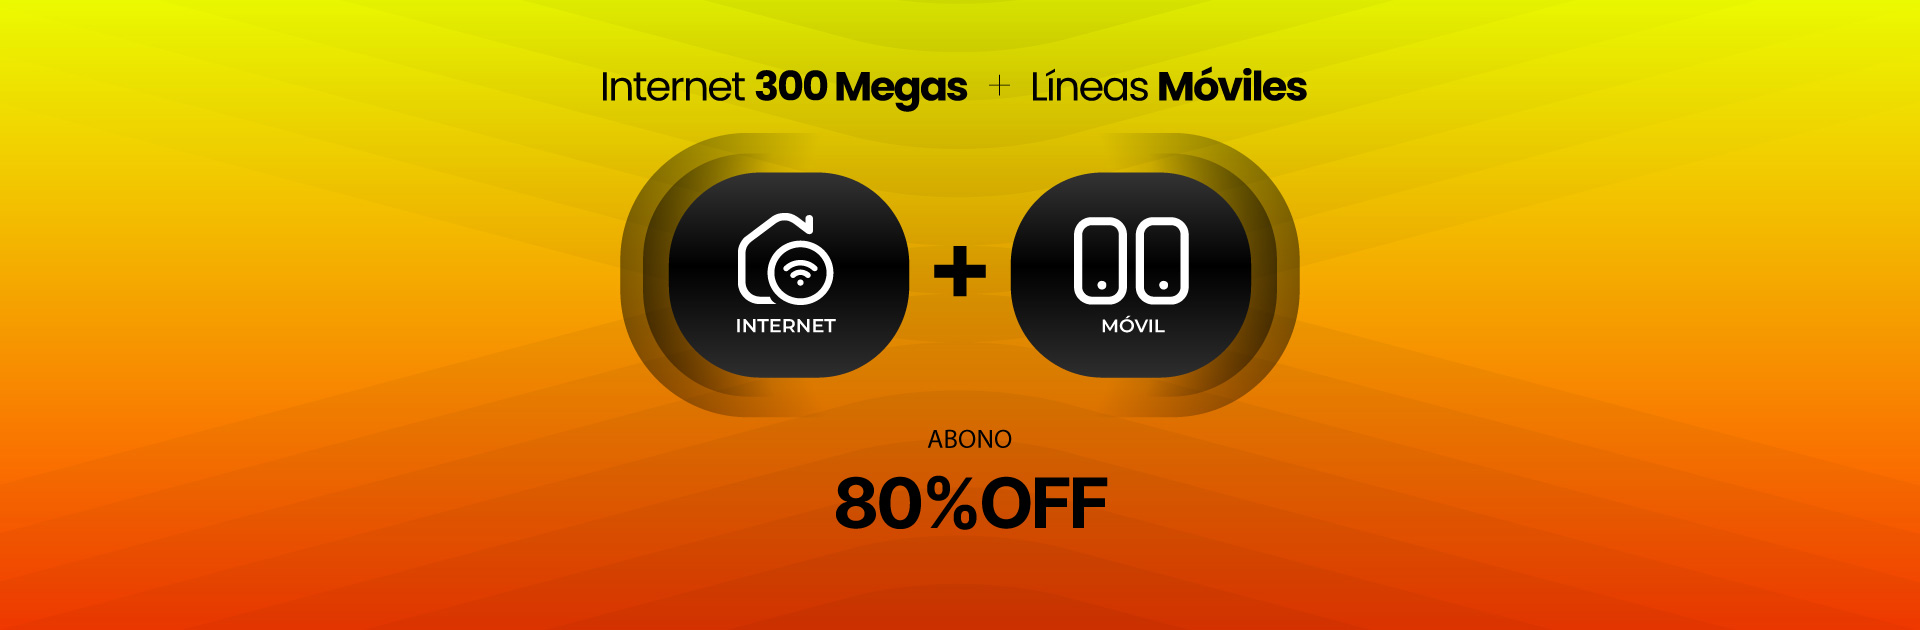 Internet 300 Megas + Líneas Móviles
INTERNET + MÓVIL
ABONO
80%OFF